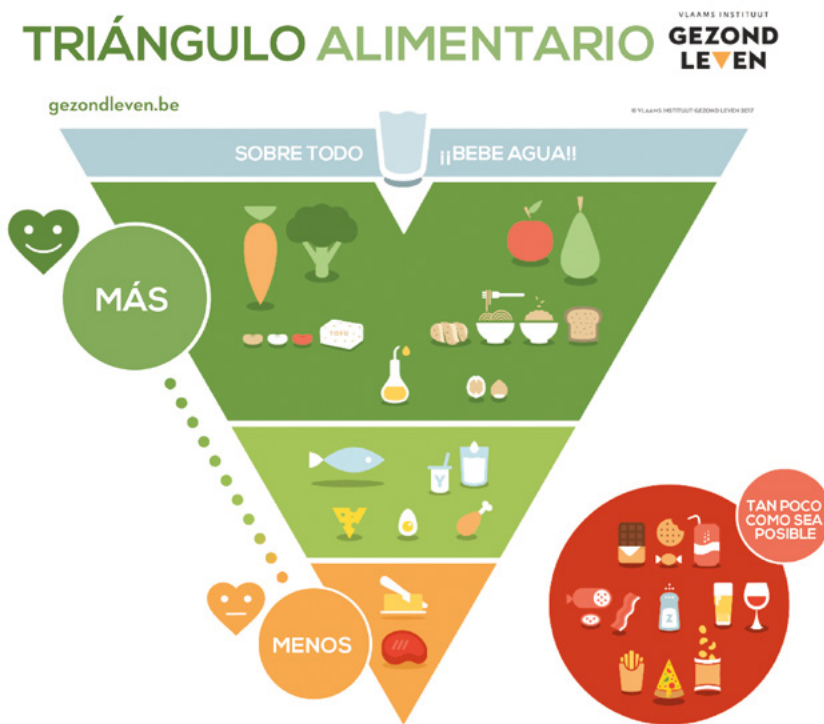 VLAAMS INSTITUUT
TRIÁNGULO ALIMENTARIO
GEZOND
LEVEN
gezondleven.be
© VLAAMS INSTITUUT GEZOND LEVEN 2017
SOBRE TODO ¡¡BEBE AGUA!!
MÁS
TOFU
Y
TAN POCO
COMO SEA
POSIBLE
Z
MENOS